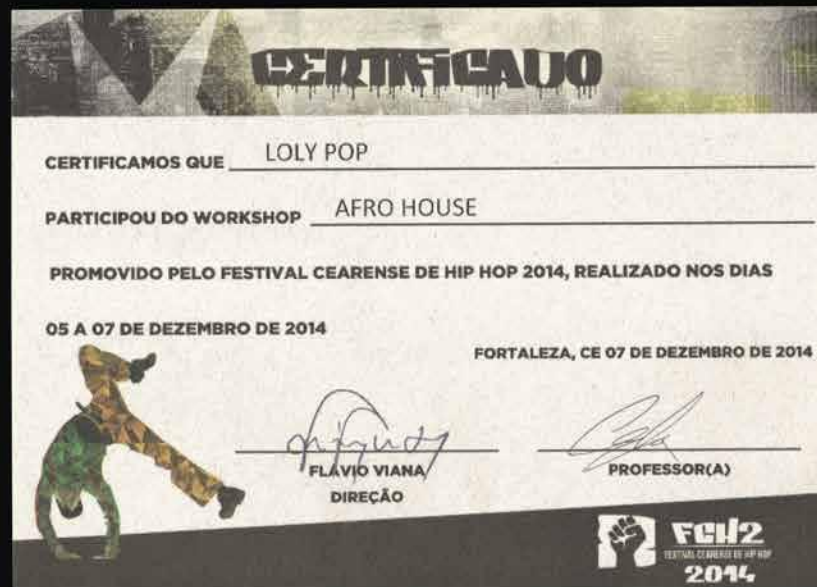 CERTIFICADO
CERTIFICAMOS QUE LOLY POP
PARTICIPOU DO WORKSHOP AFRO HOUSE
PROMOVIDO PELO FESTIVAL CEARENSE DE HIP HOP 2014, REALIZADO NOS DIAS
05 A 07 DE DEZEMBRO DE 2014
FORTALEZA, CE 07 DE DEZEMBRO DE 2014
FLÁVIO VIANA
DIREÇÃO
PROFESSOR(A)
FCH2
FESTIVAL CEARENSE DE HIP HOP
2014